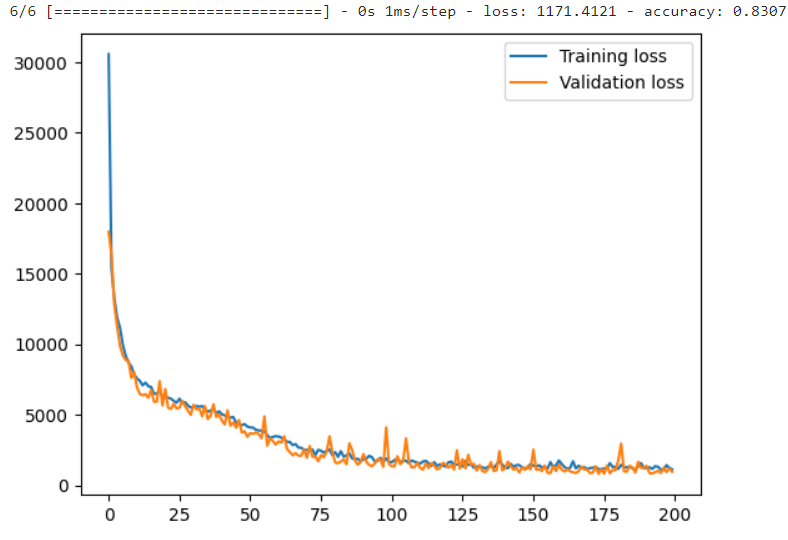 6/6 [==============================] - 0s 1ms/step - loss: 1171.4121 - accuracy: 0.8307
Training loss
Validation loss
30000
25000
20000
15000
10000
5000
0
0 25 50 75 100 125 150 175 200